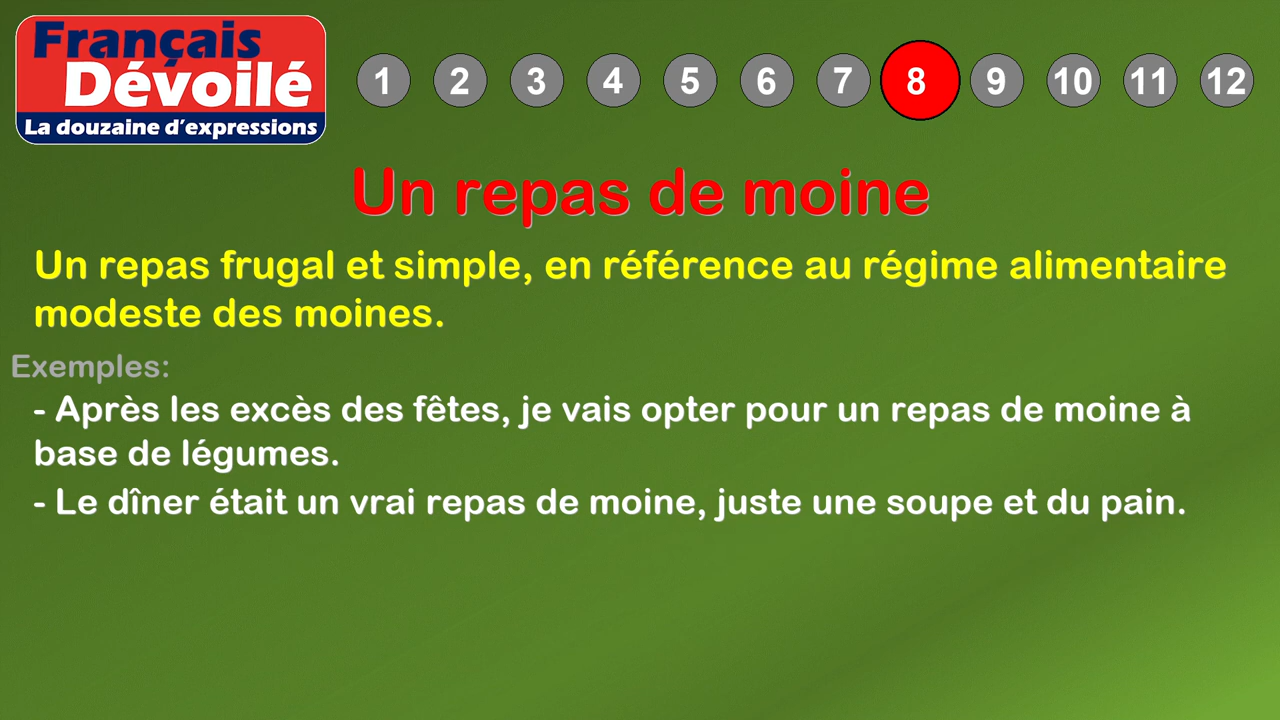 Français
Dévoilé
La douzaine d'expressions
1 2 3 4 5 6 7 8 9 10 11 12
Un repas de moine
Un repas frugal et simple, en référence au régime alimentaire
modeste des moines.
Exemples:
- Après les excès des fêtes, je vais opter pour un repas de moine à
base de légumes.
- Le dîner était un vrai repas de moine, juste une soupe et du pain.